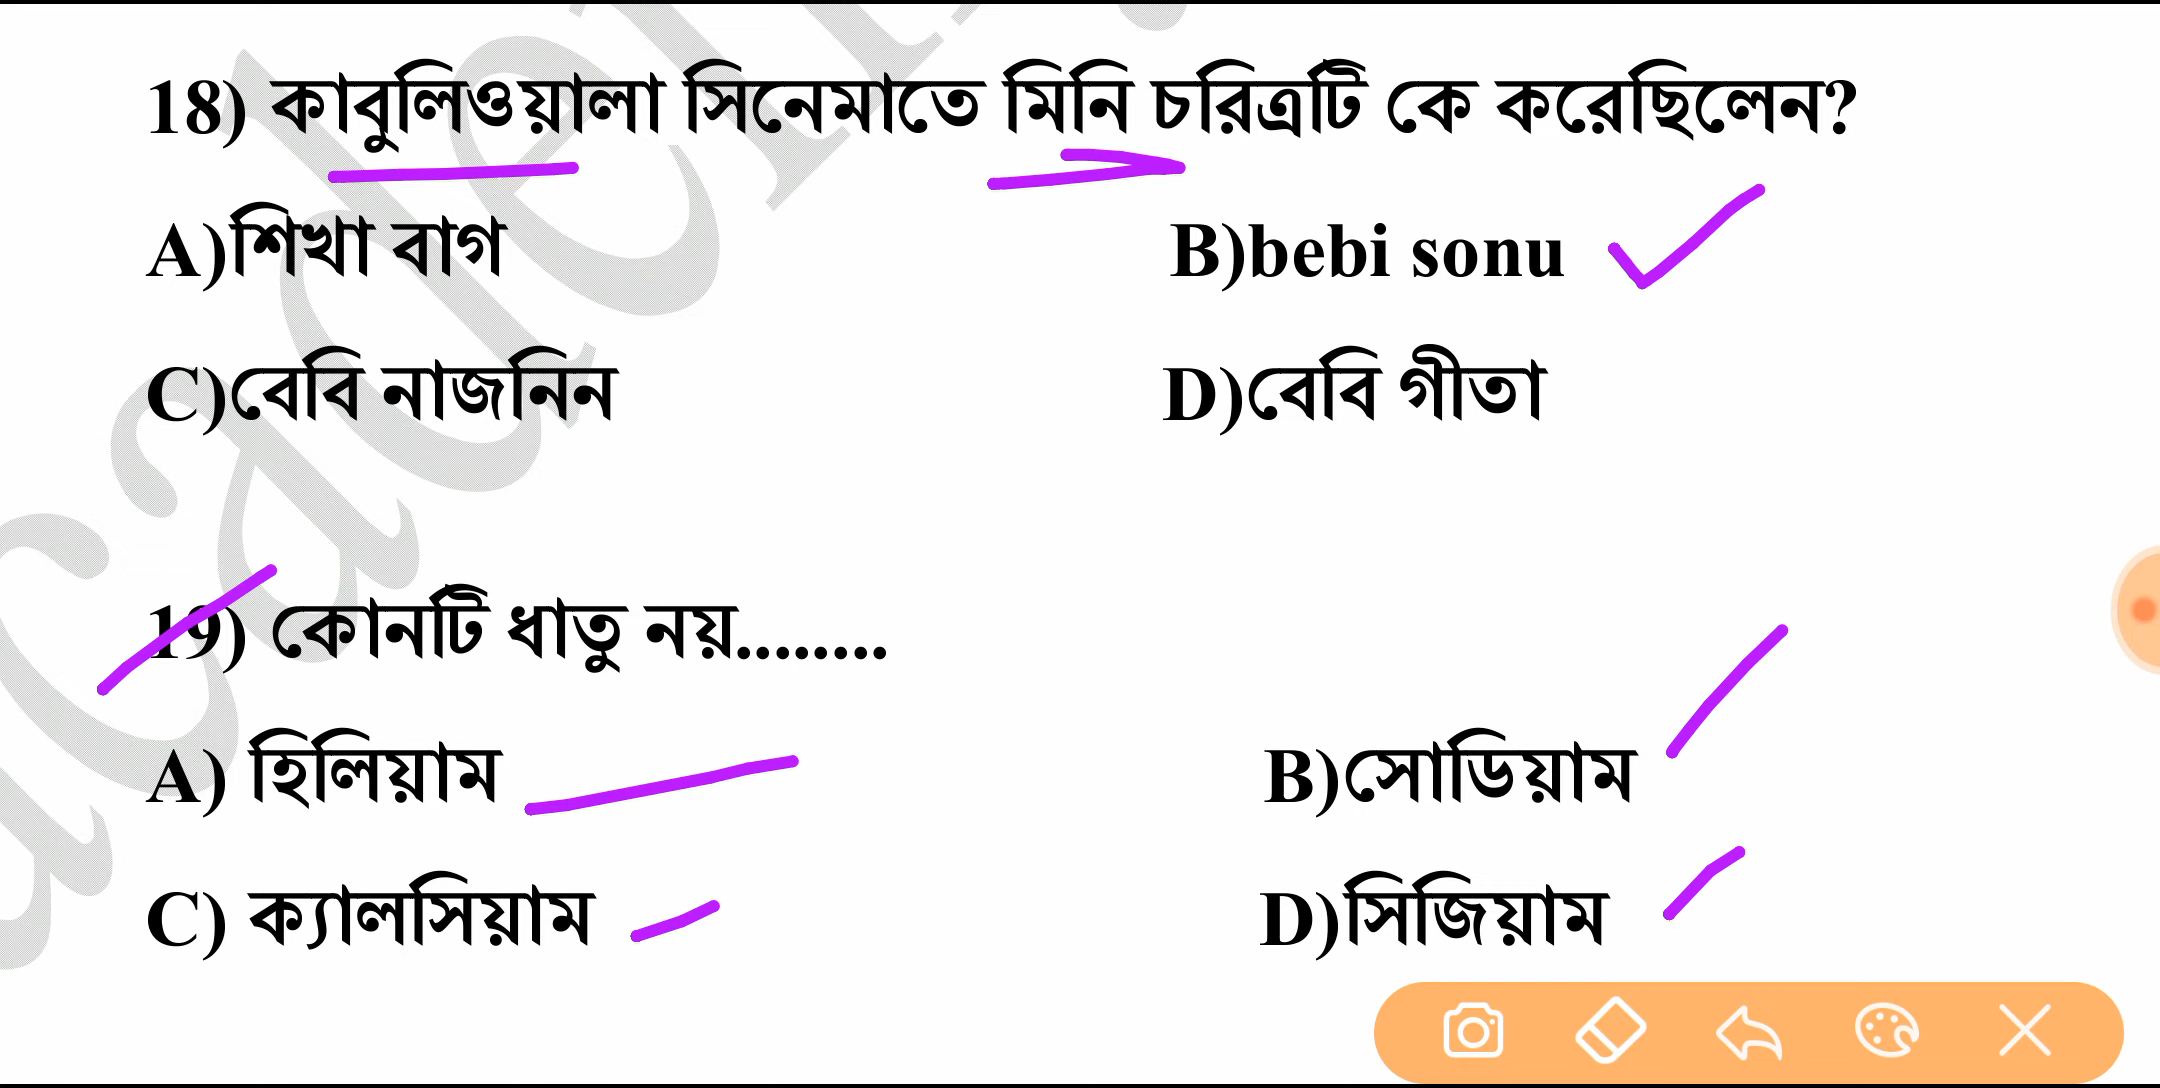 18) কাবুলিওয়ালা সিনেমাতে মিনি চরিত্রটি কে করেছিলেন?
A)শিখা বাগ B)bebi sonu
C)বেবি নাজনিন D)বেবি গীতা
19) কোনটি ধাতু নয়........
A) হিলিয়াম B)সোডিয়াম
C) ক্যালসিয়াম D)সিজিয়াম